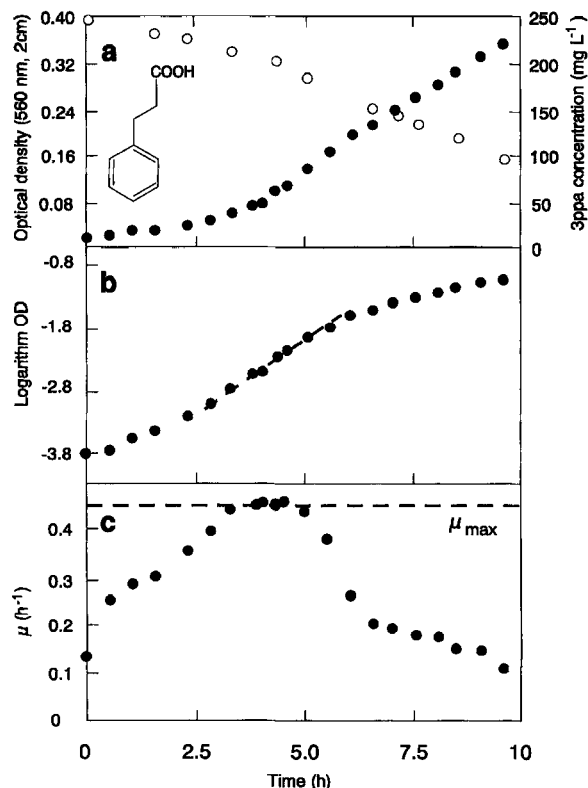 a
Optical density (560 nm, 2cm)
0.40
0.32
0.24
0.16
0.08
COOH
250
200
150
100
50
0
3ppa concentration (mg L⁻¹)
b
Logarithm OD
-0.8
-1.8
-2.8
-3.8
c
μ (h⁻¹)
0.4
0.3
0.2
0.1
0
μmax
0 2.5 5.0 7.5 10
Time (h)